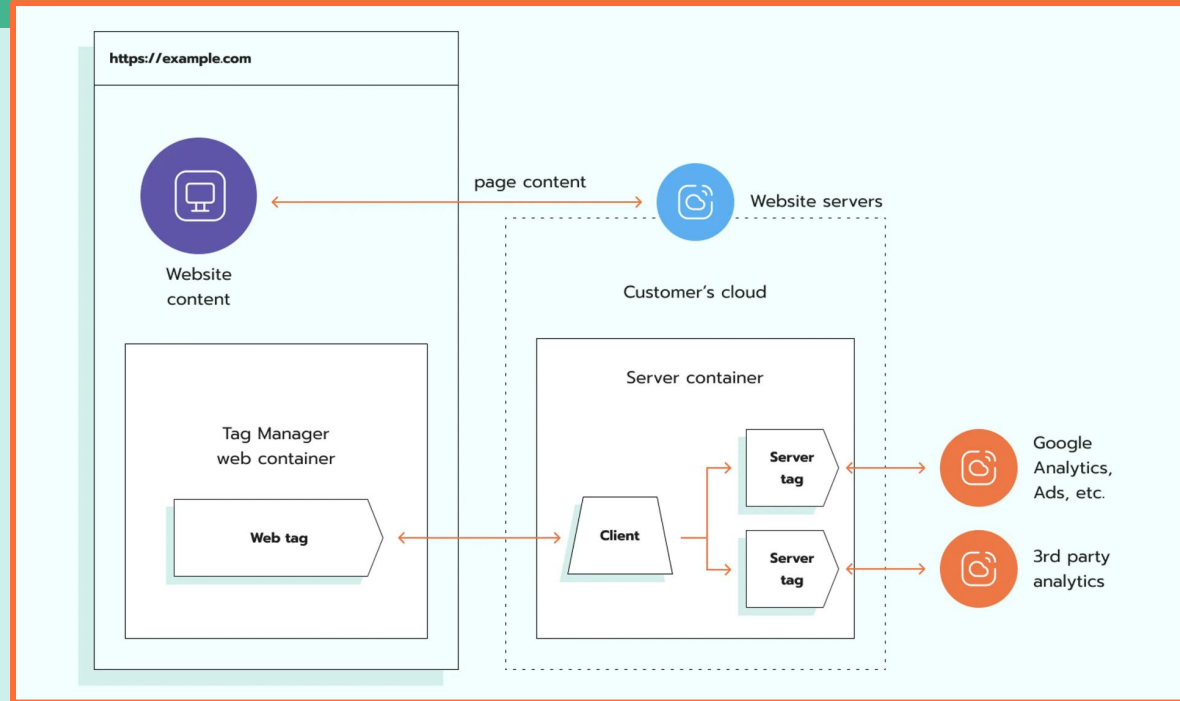 https://example.com
page content
Website servers
Website
content
Customer's cloud
Server container
Tag Manager
web container
Web tag
Client
Server
tag
Server
tag
Google
Analytics,
Ads, etc.
3rd party
analytics